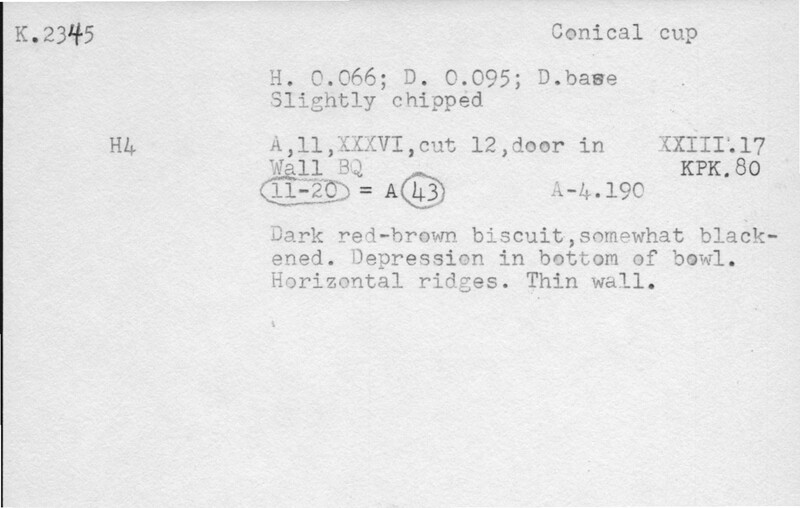 K.2345 Conical cup
H. 0.066; D. 0.095; D.base
Slightly chipped
H4 A,11,XXXVI,cut 12,door in XXIII.17
Wall BQ KPK.80
11-20 = A 43 A-4.190
Dark red-brown biscuit,somewhat black-
ened. Depression in bottom of bowl.
Horizontal ridges. Thin wall.